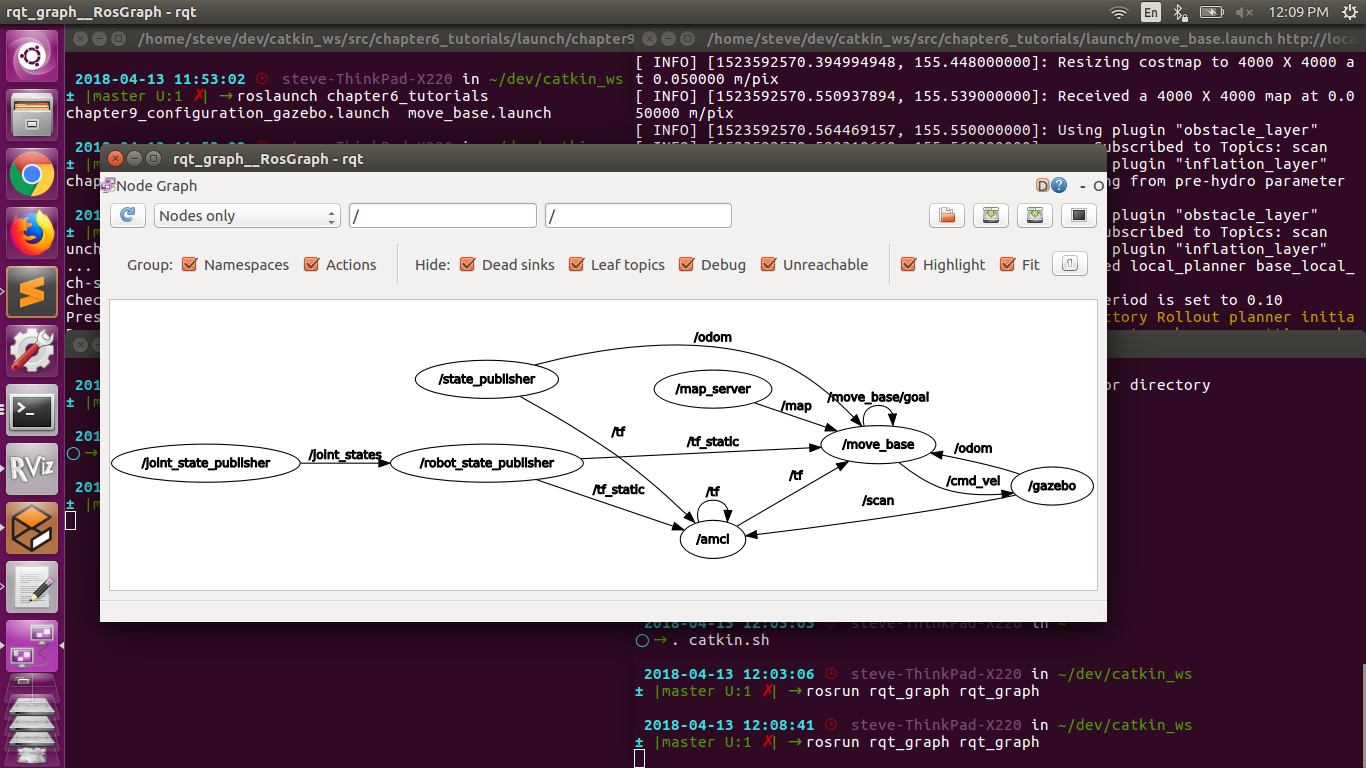 rqt_graph__RosGraph - rqt
En
12:09 PM
/home/steve/dev/catkin_ws/src/chapter6_tutorials/launch/chapter9
/home/steve/dev/catkin_ws/src/chapter6_tutorials/launch/move_base.launch http://loca
2018-04-13 11:53:02 steve-ThinkPad-X220 in ~/dev/catkin_ws
± |master U:1 ✗| →roslaunch chapter6_tutorials
chapter9_configuration_gazebo.launch move_base.launch
[ INFO] [1523592570.394994948, 155.448000000]: Resizing costmap to 4000 X 4000 a
t 0.050000 m/pix
[ INFO] [1523592570.550937894, 155.539000000]: Received a 4000 X 4000 map at 0.0
50000 m/pix
[ INFO] [1523592570.564469157, 155.550000000]: Using plugin "obstacle_layer"
ubscribed to Topics: scan
plugin "inflation_layer"
ng from pre-hydro parameter
plugin "obstacle_layer"
ubscribed to Topics: scan
plugin "inflation_layer"
ed local_planner base_local_
eriod is set to 0.10
ctory Rollout planner initia
rqt_graph__RosGraph - rqt
Node Graph
D ? - O
Nodes only
/
/
Group: Namespaces Actions
Hide: Dead sinks Leaf topics Debug Unreachable
Highlight Fit
/odom
/state_publisher
/map_server
/move_base/goal
/map
/tf
/tf_static
/move_base
/joint_state_publisher
/joint_states
/robot_state_publisher
/odom
/tf
/cmd_vel
/gazebo
/tf_static
/tf
/scan
/amcl
unch
...
ch-s
Chec
Pres
or directory
RViz
2018-04-13 12:03:03 steve-ThinkPad-X220 in ~
○ →. catkin.sh
2018-04-13 12:03:06 steve-ThinkPad-X220 in ~/dev/catkin_ws
± |master U:1 ✗| →rosrun rqt_graph rqt_graph
2018-04-13 12:08:41 steve-ThinkPad-X220 in ~/dev/catkin_ws
± |master U:1 ✗| →rosrun rqt_graph rqt_graph